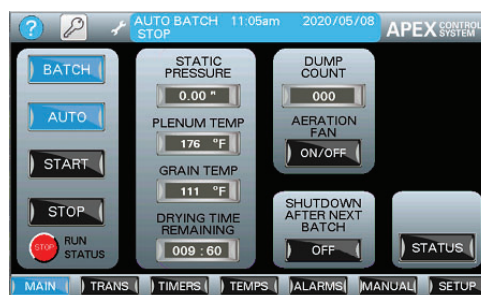 ?
AUTO BATCH 11:05am 2020/05/08
STOP
APEX CONTROL
SYSTEM
BATCH
AUTO
START
STOP
STOP
RUN
STATUS
STATIC
PRESSURE
0.00 "
PLENUM TEMP
176 °F
GRAIN TEMP
111 °F
DRYING TIME
REMAINING
009 : 60
DUMP
COUNT
000
AERATION
FAN
ON/OFF
SHUTDOWN
AFTER NEXT
BATCH
OFF
STATUS
MAIN TRANS TIMERS TEMPS ALARMS MANUAL SETUP